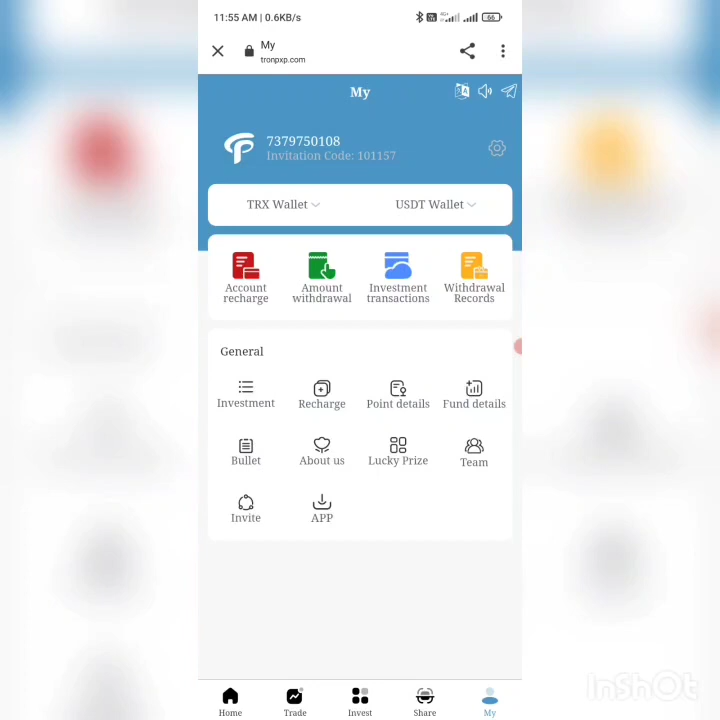 11:55 AM | 0.6KB/s
66
My
tronpxp.com
My
7379750108
Invitation Code: 101157
TRX Wallet
USDT Wallet
Account recharge
Amount withdrawal
Investment transactions
Withdrawal Records
General
Investment
Recharge
Point details
Fund details
Bullet
About us
Lucky Prize
Team
Invite
APP
Home
Trade
Invest
Share
My
InShOt